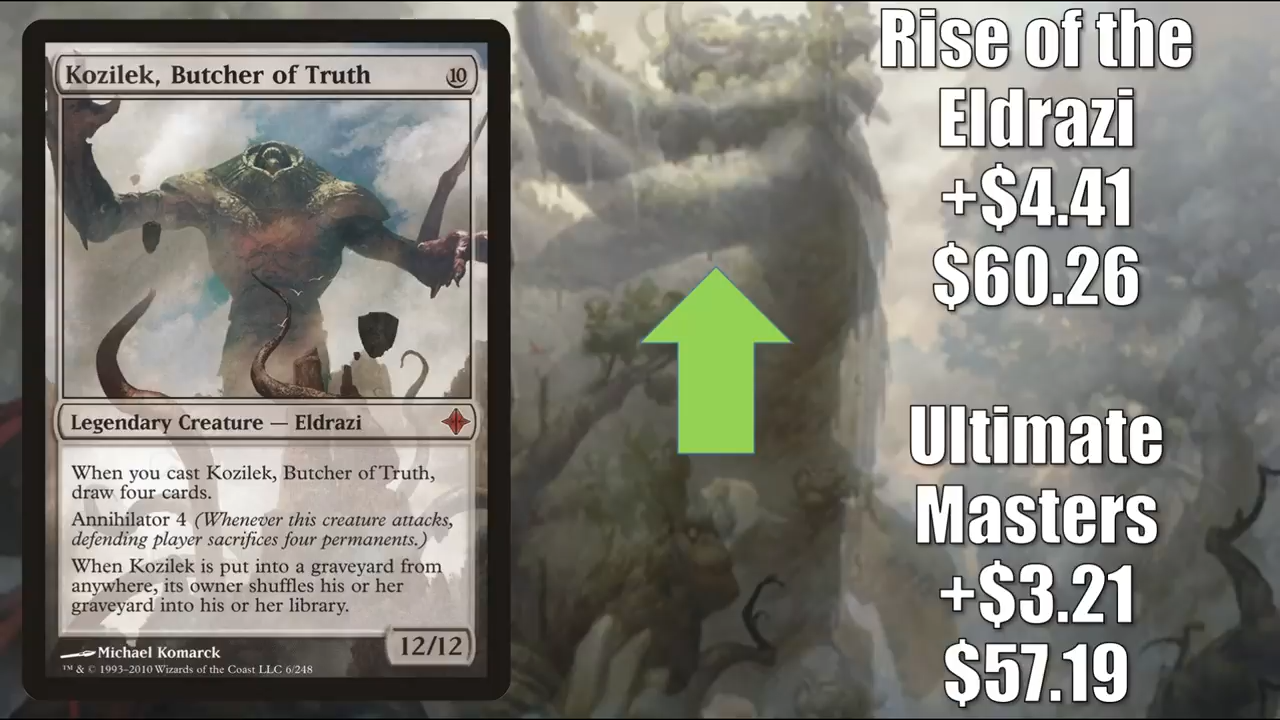 Kozilek, Butcher of Truth 10
Legendary Creature — Eldrazi
When you cast Kozilek, Butcher of Truth,
draw four cards.
Annihilator 4 (Whenever this creature attacks,
defending player sacrifices four permanents.)
When Kozilek is put into a graveyard from
anywhere, its owner shuffles his or her
graveyard into his or her library.
12/12
Michael Komarck
™ & © 1993–2010 Wizards of the Coast LLC 6/248
Rise of the
Eldrazi
+$4.41
$60.26
Ultimate
Masters
+$3.21
$57.19